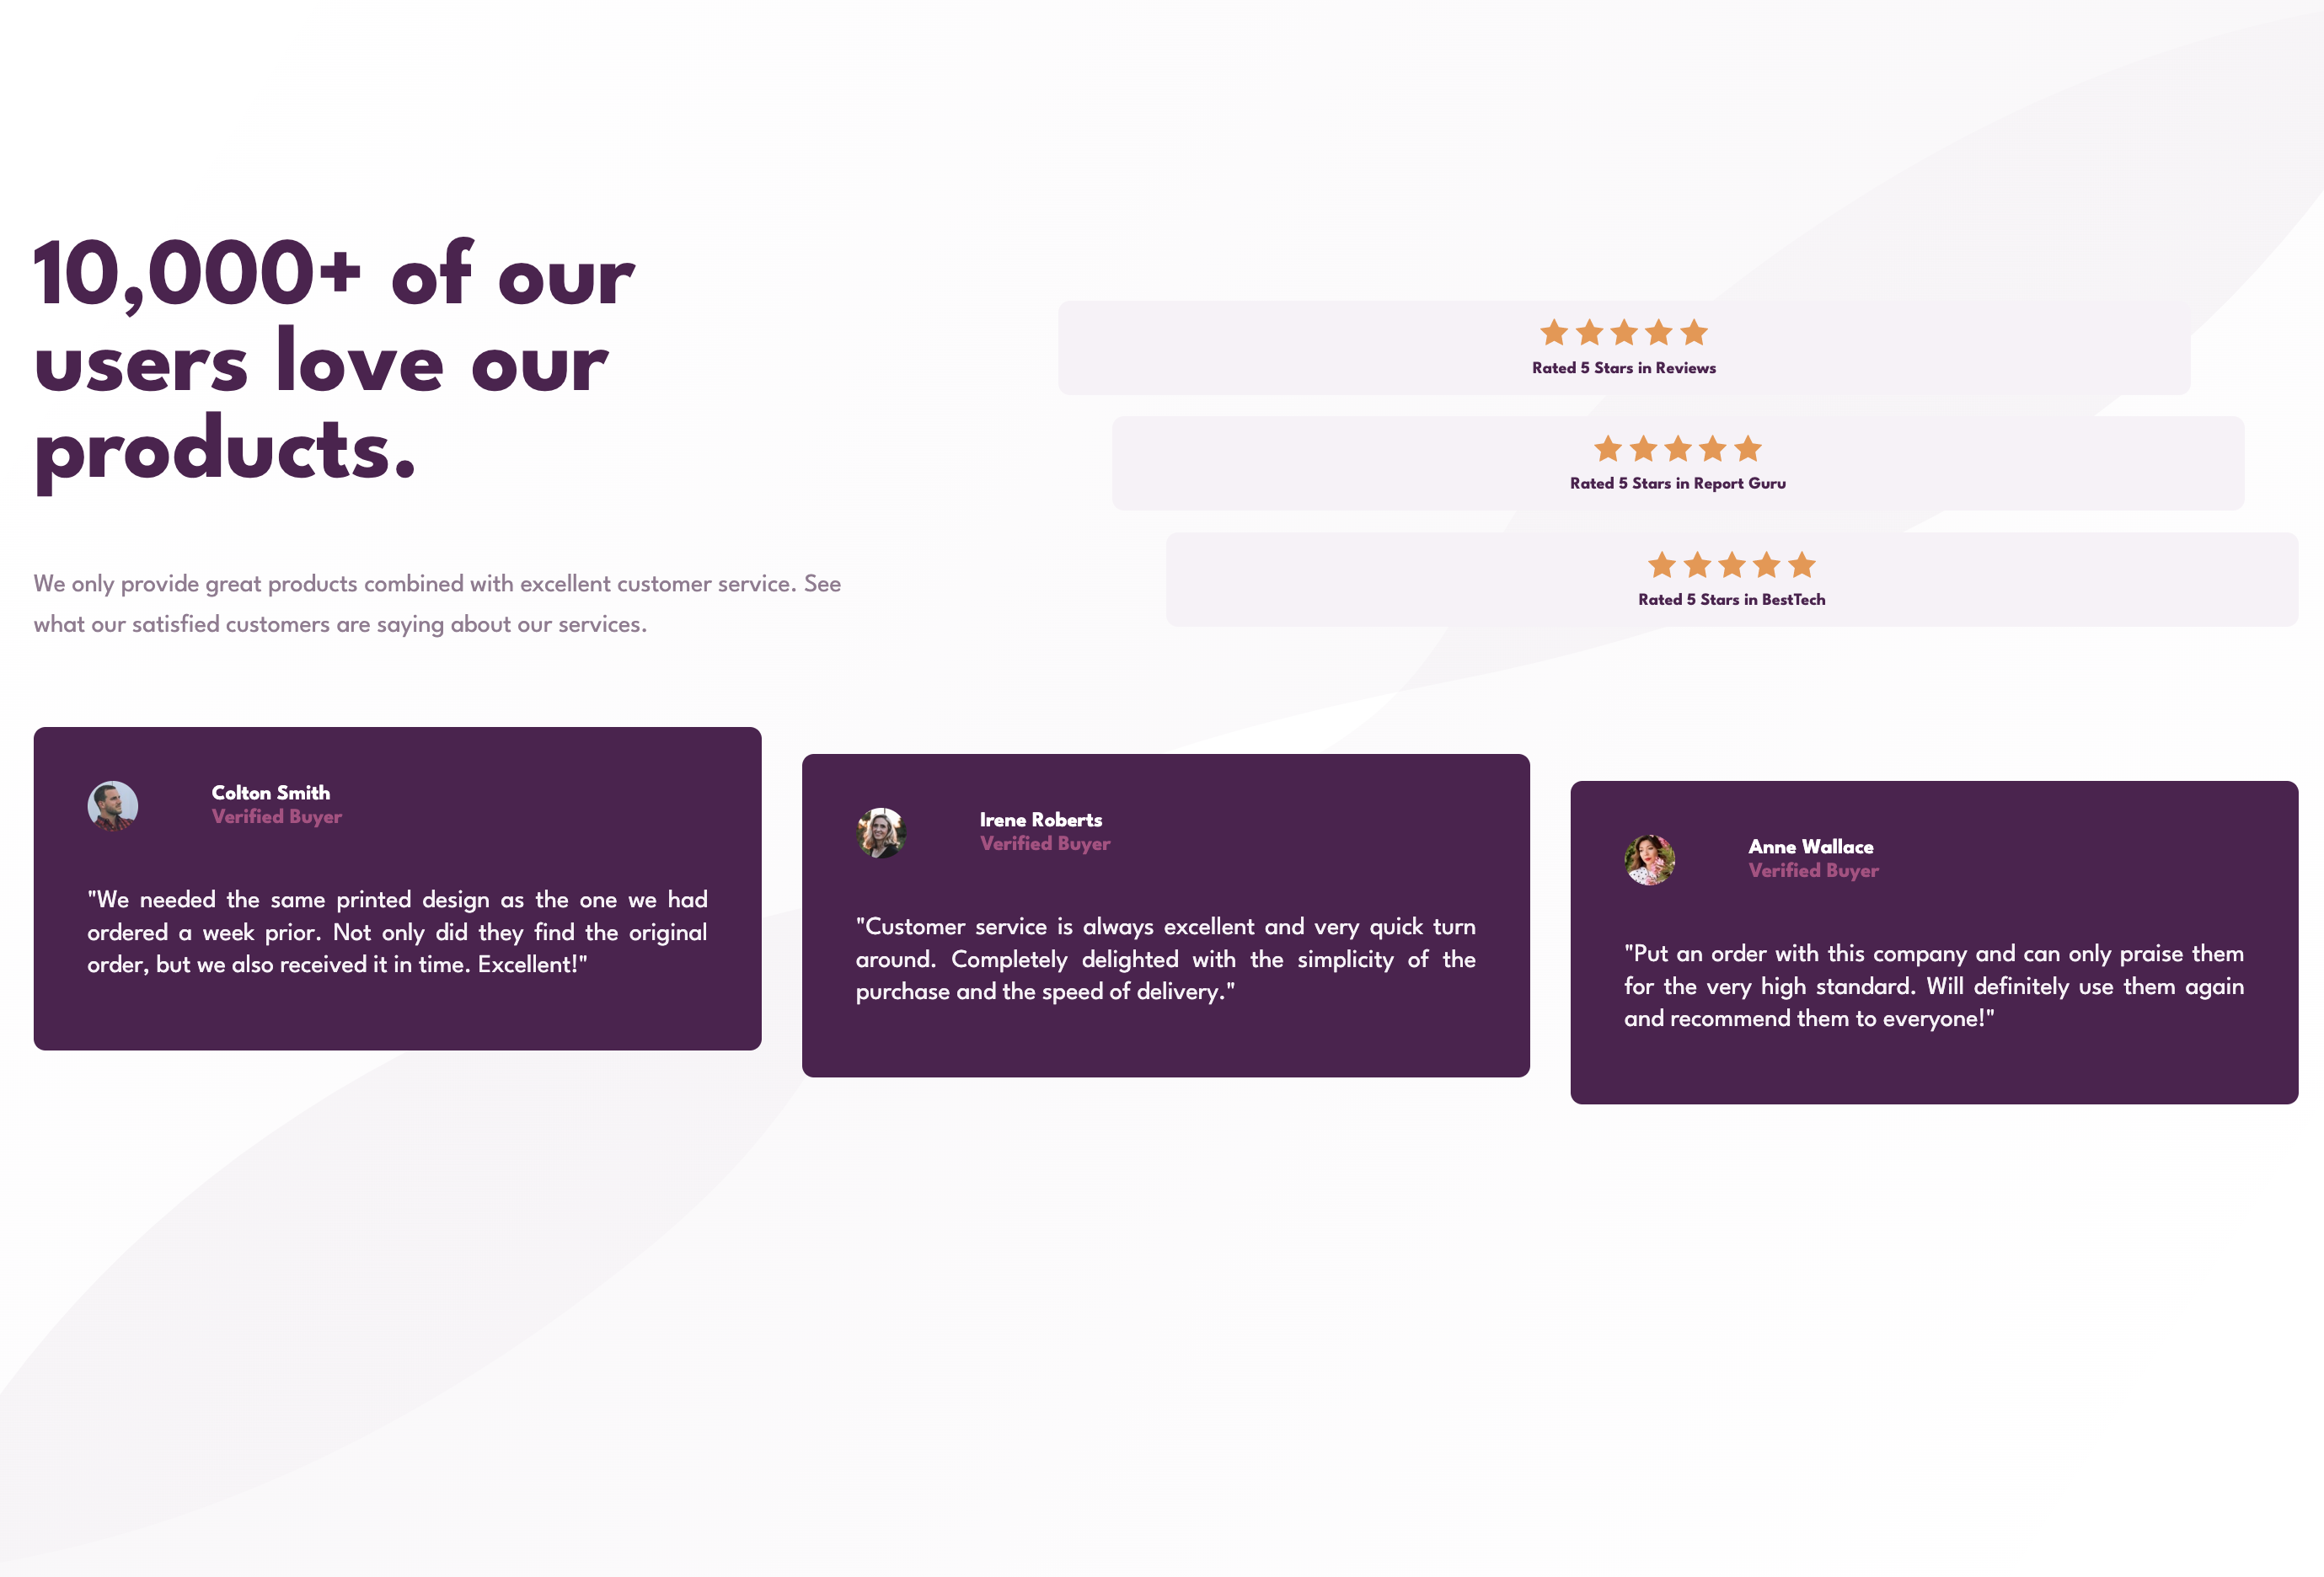 10,000+ of our
users love our
products.
We only provide great products combined with excellent customer service. See
what our satisfied customers are saying about our services.
Rated 5 Stars in Reviews
Rated 5 Stars in Report Guru
Rated 5 Stars in BestTech
Colton Smith
Verified Buyer
"We needed the same printed design as the one we had
ordered a week prior. Not only did they find the original
order, but we also received it in time. Excellent!"
Irene Roberts
Verified Buyer
"Customer service is always excellent and very quick turn
around. Completely delighted with the simplicity of the
purchase and the speed of delivery."
Anne Wallace
Verified Buyer
"Put an order with this company and can only praise them
for the very high standard. Will definitely use them again
and recommend them to everyone!"